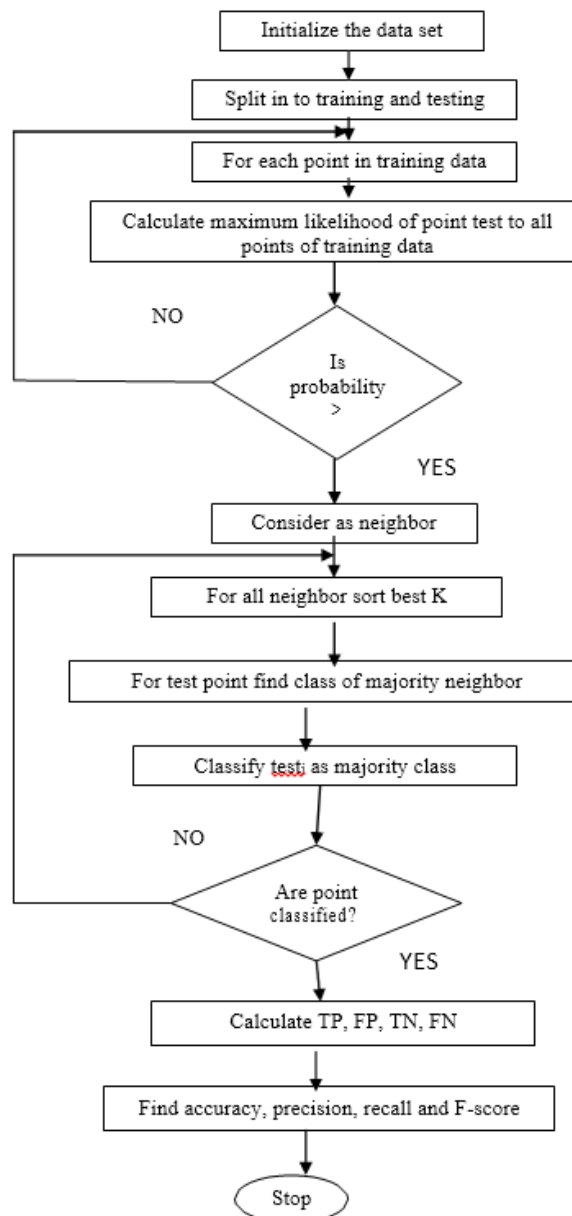 Initialize the data set
Split in to training and testing
For each point in training data
Calculate maximum likelihood of point test to all
points of training data
NO
Is
probability
>
YES
Consider as neighbor
For all neighbor sort best K
For test point find class of majority neighbor
Classify testi as majority class
NO
Are point
classified?
YES
Calculate TP, FP, TN, FN
Find accuracy, precision, recall and F-score
Stop